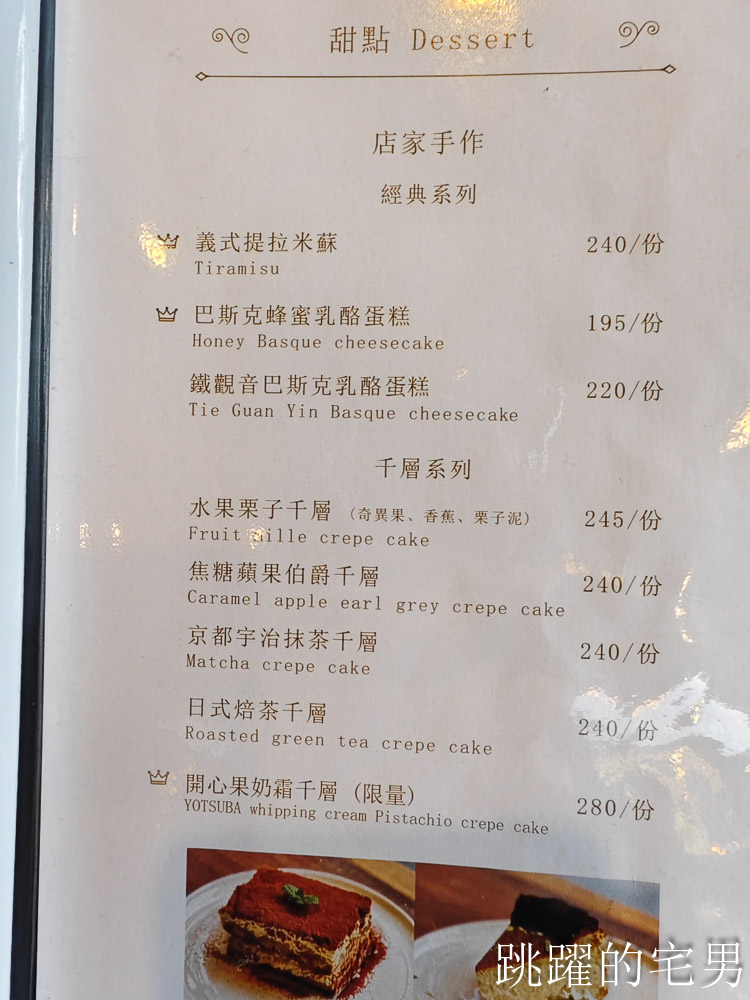 甜點 Dessert
店家手作
經典系列
義式提拉米蘇 240/份
Tiramisu
巴斯克蜂蜜乳酪蛋糕 195/份
Honey Basque cheesecake
鐵觀音巴斯克乳酪蛋糕 220/份
Tie Guan Yin Basque cheesecake
千層系列
水果栗子千層 (奇異果、香蕉、栗子泥) 245/份
Fruit mille crepe cake
焦糖蘋果伯爵千層 240/份
Caramel apple earl grey crepe cake
京都宇治抹茶千層 240/份
Matcha crepe cake
日式焙茶千層 240/份
Roasted green tea crepe cake
開心果奶霜千層 (限量) 280/份
YOTSUBA whipping cream Pistachio crepe cake
跳躍的宅男